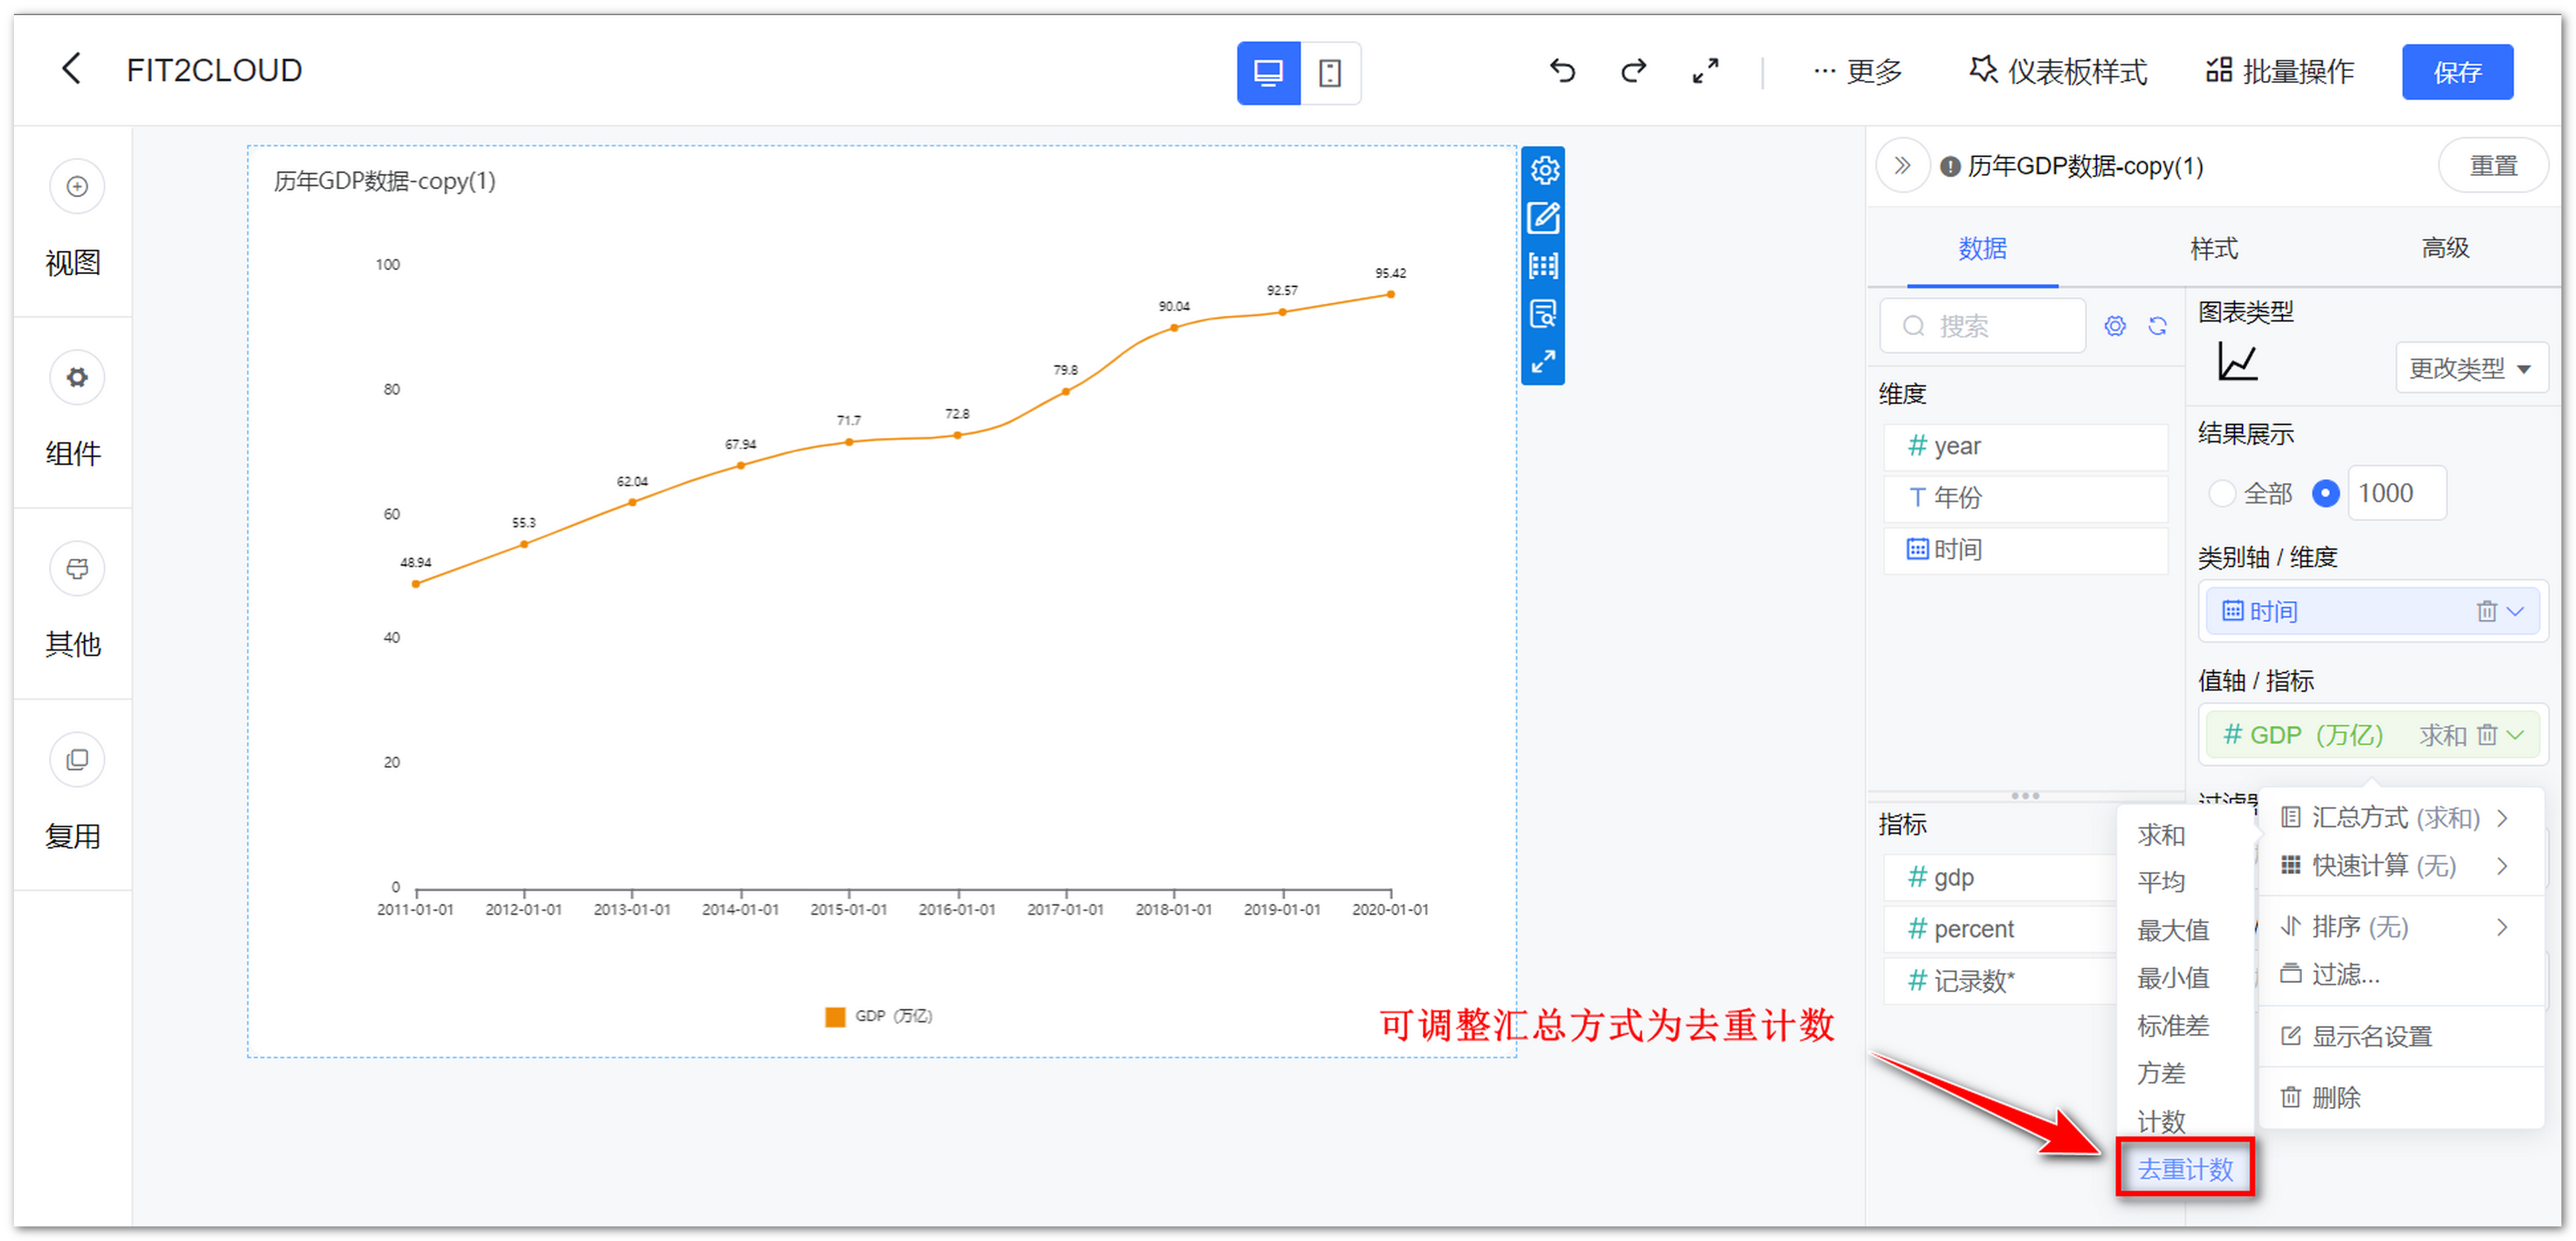 FIT2CLOUD
··· 更多
仪表板样式
批量操作
保存
视图
组件
其他
复用
历年GDP数据-copy(1)
100
80
60
40
20
0
48.94
55.3
62.04
67.94
71.7
72.8
79.8
90.04
92.57
95.42
2011-01-01
2012-01-01
2013-01-01
2014-01-01
2015-01-01
2016-01-01
2017-01-01
2018-01-01
2019-01-01
2020-01-01
GDP（万亿）
可调整汇总方式为去重计数
历年GDP数据-copy(1)
重置
数据
样式
高级
搜索
维度
# year
T 年份
时间
指标
# gdp
# percent
# 记录数*
图表类型
更改类型
结果展示
全部
1000
类别轴 / 维度
时间
值轴 / 指标
# GDP（万亿） 求和
汇总方式 (求和)
快速计算 (无)
排序 (无)
过滤...
显示名设置
删除
求和
平均
最大值
最小值
标准差
方差
计数
去重计数